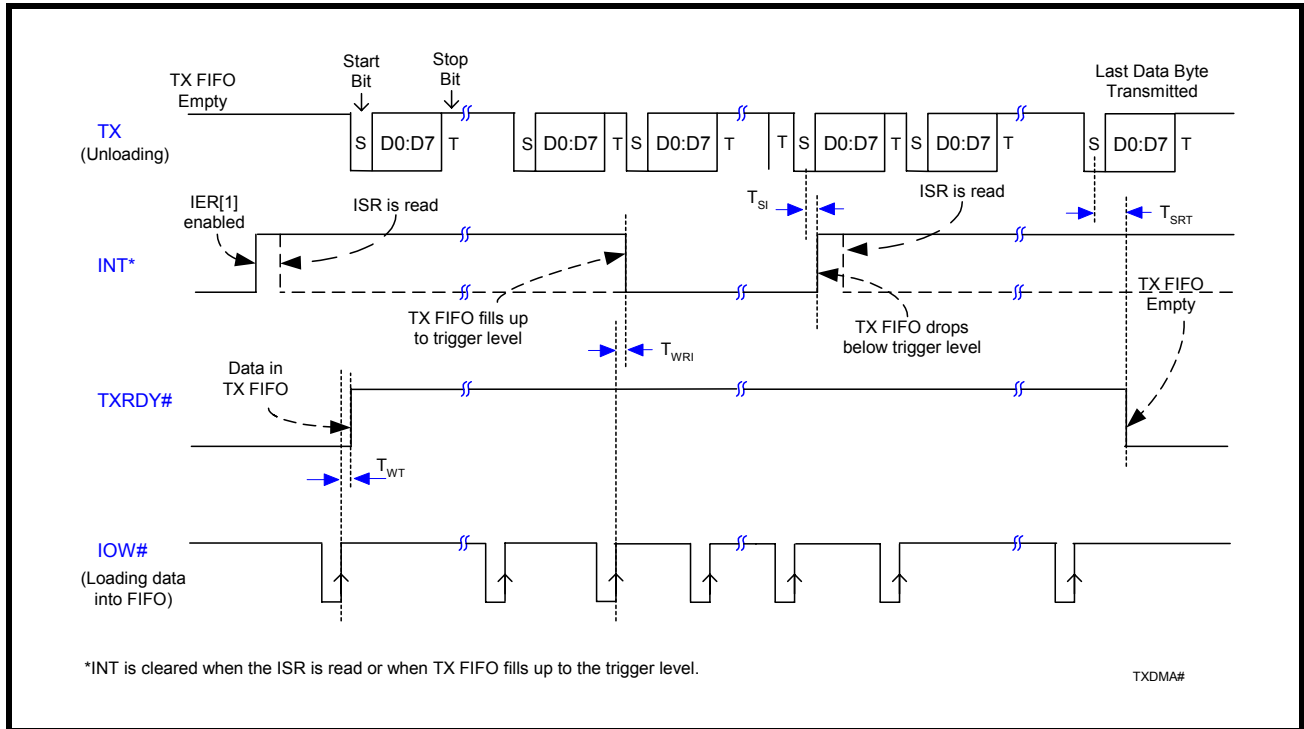 Start
Bit
Stop
Bit
TX FIFO
Empty
Last Data Byte
Transmitted
TX
(Unloading)
S D0:D7 T S D0:D7 T S D0:D7 T T S D0:D7 T S D0:D7 T S D0:D7 T
IER[1]
enabled
ISR is read
TSI
ISR is read
TSRT
INT*
TX FIFO fills up
to trigger level
TX FIFO drops
below trigger level
TX FIFO
Empty
TWRI
Data in
TX FIFO
TXRDY#
TWT
IOW#
(Loading data
into FIFO)
*INT is cleared when the ISR is read or when TX FIFO fills up to the trigger level.
TXDMA#